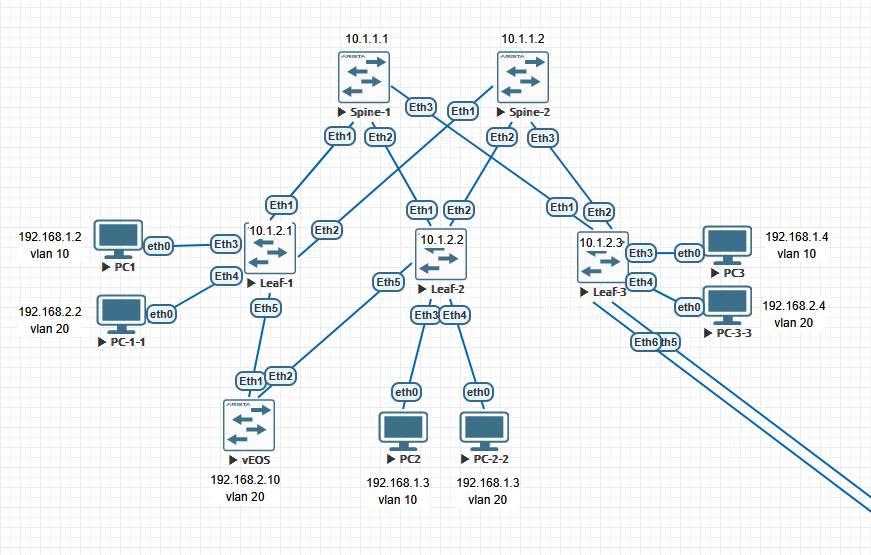 10.1.1.1
10.1.1.2
ARISTA
ARISTA
Spine-1
Spine-2
Eth3
Eth1
Eth1
Eth2
Eth2
Eth3
Eth1
Eth1
Eth2
Eth1
Eth2
10.1.2.1
Eth2
192.168.1.2
vlan 10
eth0
Eth3
PC1
10.1.2.2
10.1.2.3
Eth3
eth0
192.168.1.4
vlan 10
PC3
Eth4
Leaf-1
Eth5
Leaf-2
Leaf-3
Eth4
eth0
192.168.2.2
vlan 20
eth0
PC-1-1
Eth5
Eth3
Eth4
192.168.2.4
vlan 20
PC-3-3
Eth6
th5
Eth1
Eth2
eth0
eth0
ARISTA
vEOS
PC2
PC-2-2
192.168.2.10
vlan 20
192.168.1.3
vlan 10
192.168.1.3
vlan 20